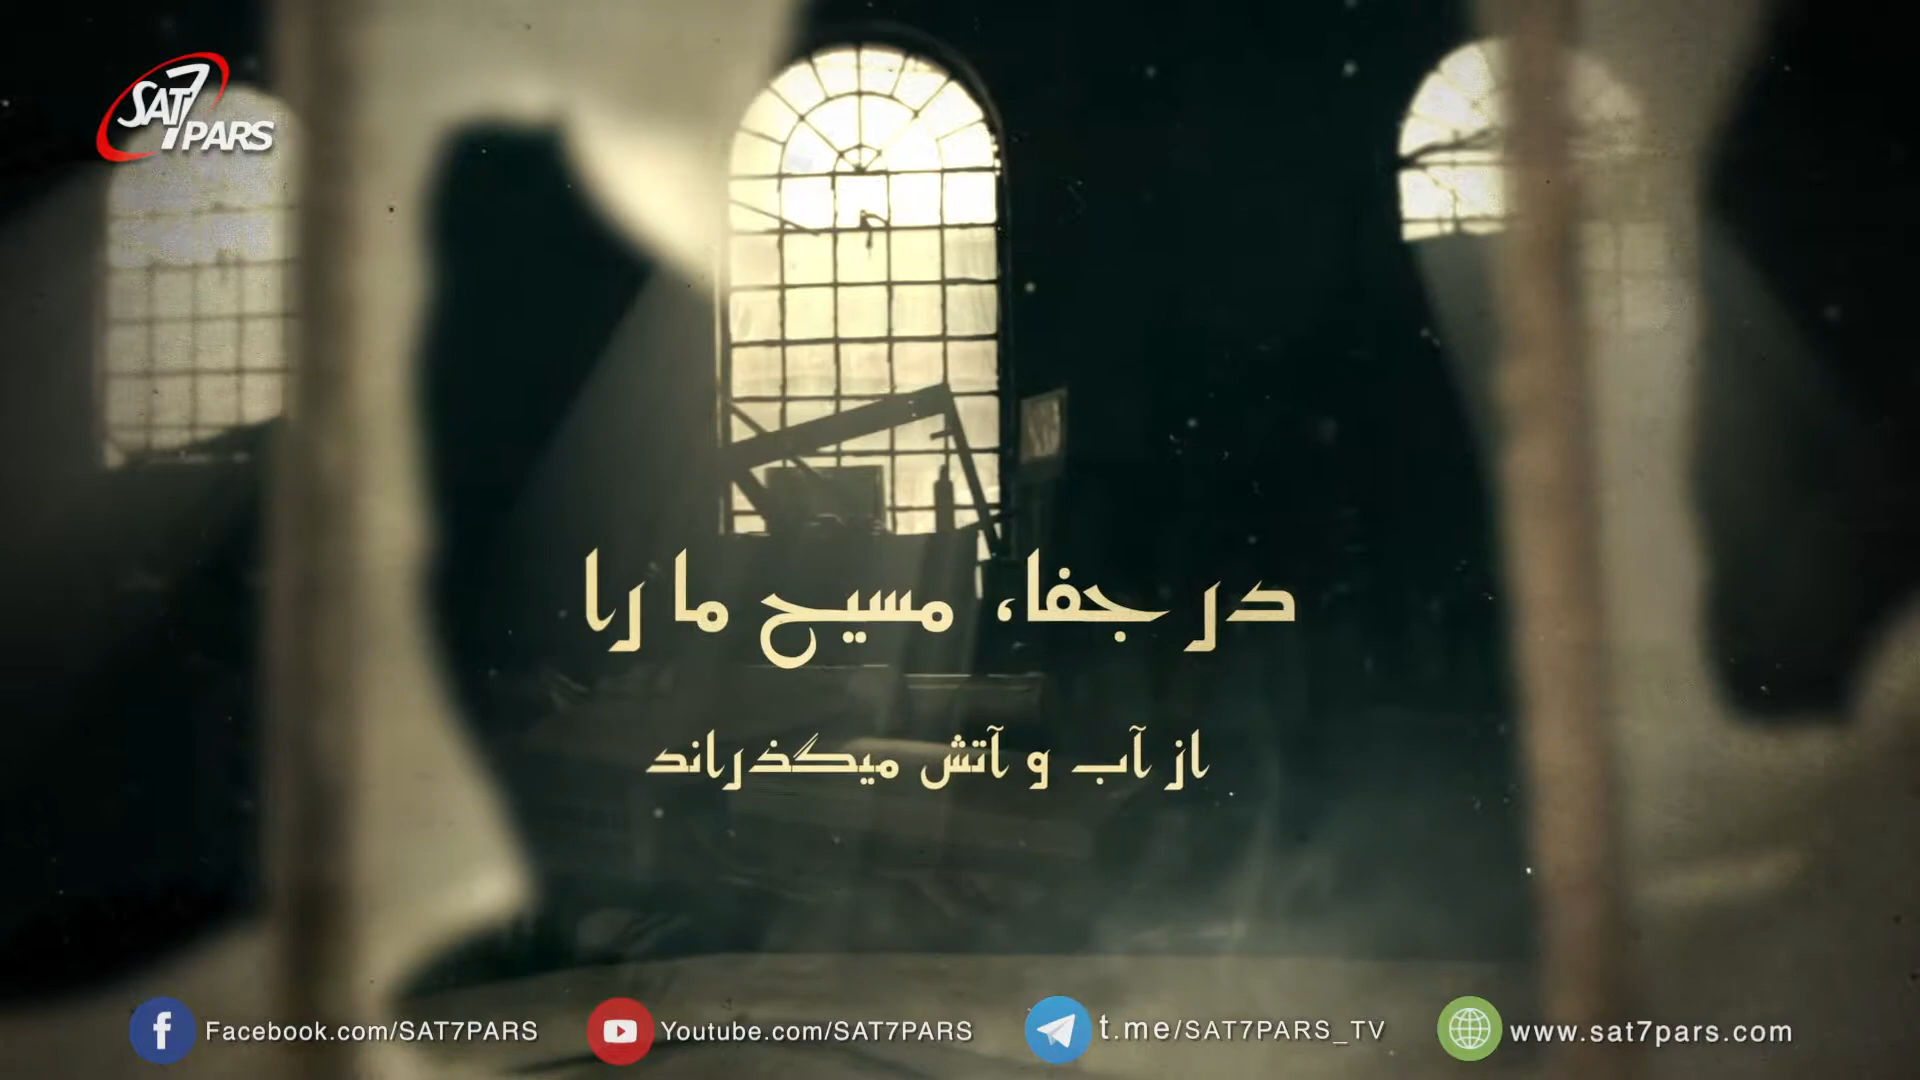 SAT7 PARS
در جفا، مسیح ما را
از آب و آتش میگذراند
Facebook.com/SAT7PARS
Youtube.com/SAT7PARS
t.me/SAT7PARS_TV
www.sat7pars.com